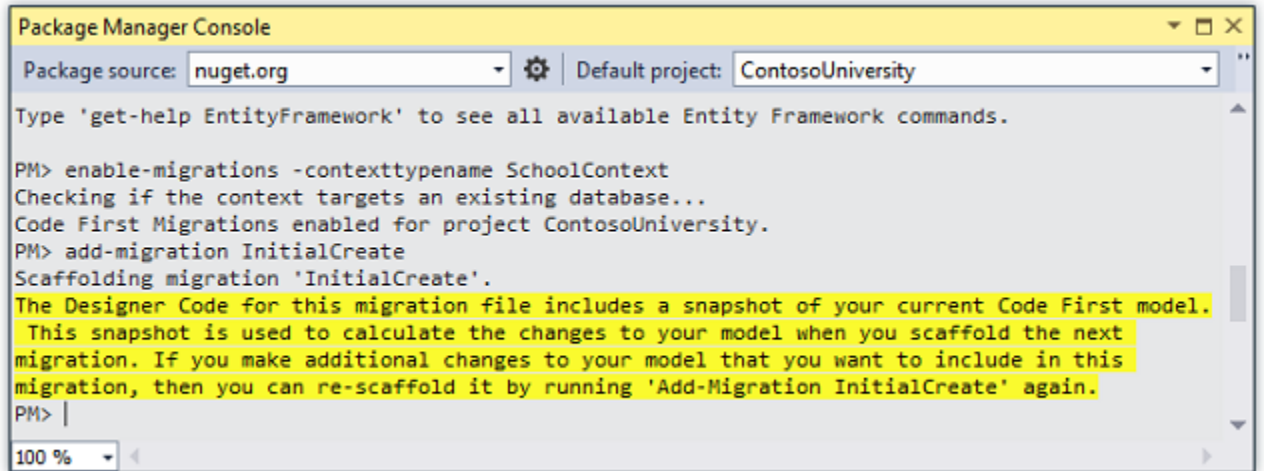 Package Manager Console
Package source: nuget.org Default project: ContosoUniversity
Type 'get-help EntityFramework' to see all available Entity Framework commands.
PM> enable-migrations -contexttypename SchoolContext
Checking if the context targets an existing database...
Code First Migrations enabled for project ContosoUniversity.
PM> add-migration InitialCreate
Scaffolding migration 'InitialCreate'.
The Designer Code for this migration file includes a snapshot of your current Code First model.
This snapshot is used to calculate the changes to your model when you scaffold the next
migration. If you make additional changes to your model that you want to include in this
migration, then you can re-scaffold it by running 'Add-Migration InitialCreate' again.
PM>
100 %